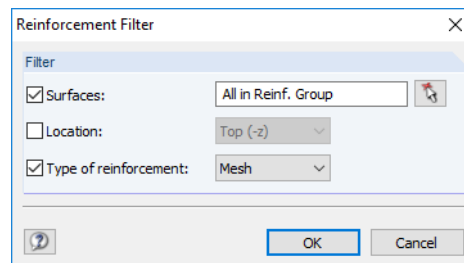 Reinforcement Filter
Filter
Surfaces: All in Reinf. Group
Location: Top (-z)
Type of reinforcement: Mesh
OK Cancel